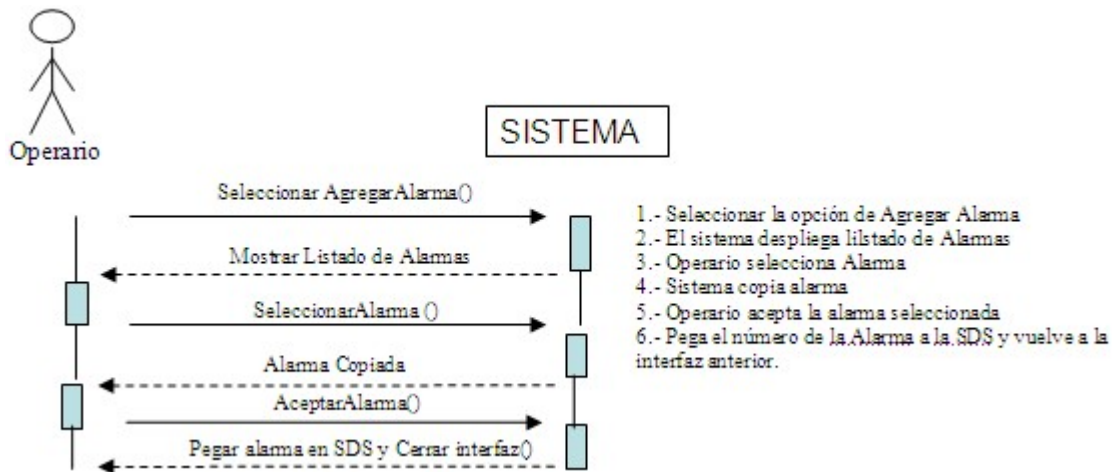 Operario
SISTEMA
Seleccionar AgregarAlarma()
Mostrar Listado de Alarmas
SeleccionarAlarma ()
Alarma Copiada
AceptarAlarma()
Pegar alarma en SDS y Cerrar interfaz()
1.- Seleccionar la opción de Agregar Alarma
2.- El sistema despliega lilstado de Alarmas
3.- Operario selecciona Alarma
4.- Sistema copia alarma
5.- Operario acepta la alarma seleccionada
6.- Pega el número de la Alarma a la SDS y vuelve a la
interfaz anterior.